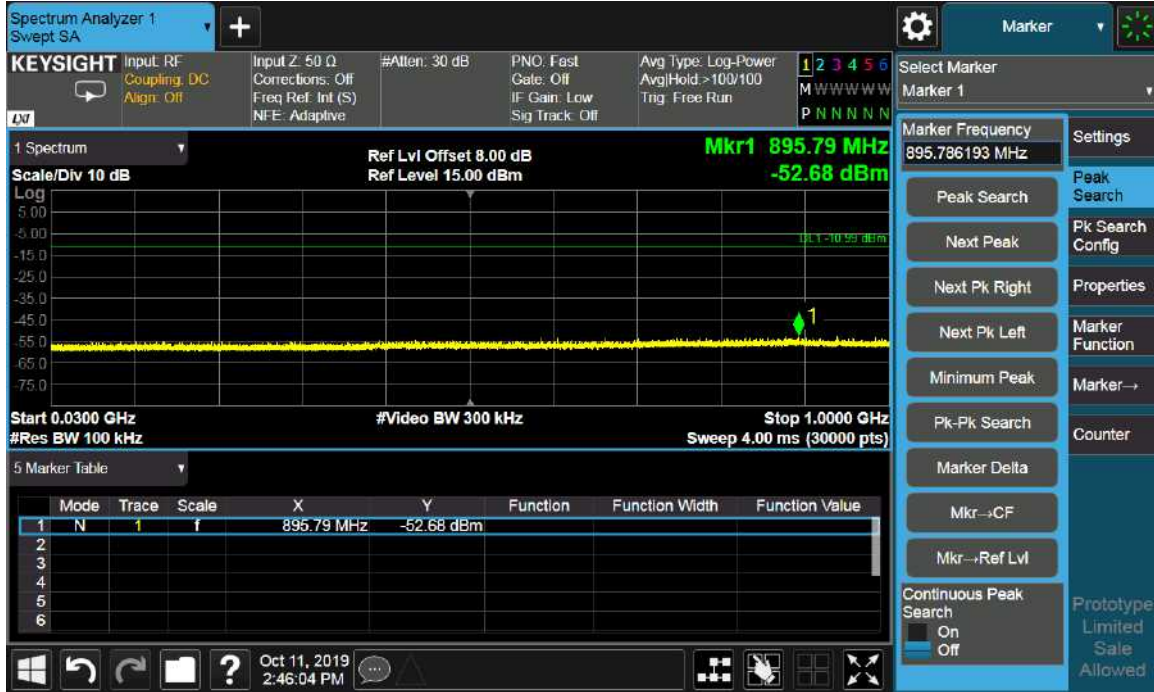 Spectrum Analyzer 1
Swept SA
+
Marker
KEYSIGHT
Input: RF
Coupling: DC
Align: Off
Input Z: 50 Ω
Corrections: Off
Freq Ref: Int (S)
NFE: Adaptive
#Atten: 30 dB
PNO: Fast
Gate: Off
IF Gain: Low
Sig Track: Off
Avg Type: Log-Power
Avg|Hold:>100/100
Trig: Free Run
1 2 3 4 5 6
M W W W W W
P N N N N N
LXI
Select Marker
Marker 1
1 Spectrum
Scale/Div 10 dB
Ref Lvl Offset 8.00 dB
Ref Level 15.00 dBm
Mkr1 895.79 MHz
-52.68 dBm
Log
5.00
-5.00
-15.0
-25.0
-35.0
-45.0
-55.0
-65.0
-75.0
DL1 -10.99 dBm
1
Start 0.0300 GHz
#Res BW 100 kHz
#Video BW 300 kHz
Stop 1.0000 GHz
Sweep 4.00 ms (30000 pts)
5 Marker Table
Mode Trace Scale X Y Function Function Width Function Value
1 N 1 f 895.79 MHz -52.68 dBm
2
3
4
5
6
Marker Frequency
895.786193 MHz
Peak Search
Next Peak
Next Pk Right
Next Pk Left
Minimum Peak
Pk-Pk Search
Marker Delta
Mkr→CF
Mkr→Ref Lvl
Continuous Peak
Search
On
Off
Settings
Peak
Search
Pk Search
Config
Properties
Marker
Function
Marker→
Counter
Prototype
Limited
Sale
Allowed
?
Oct 11, 2019
2:46:04 PM